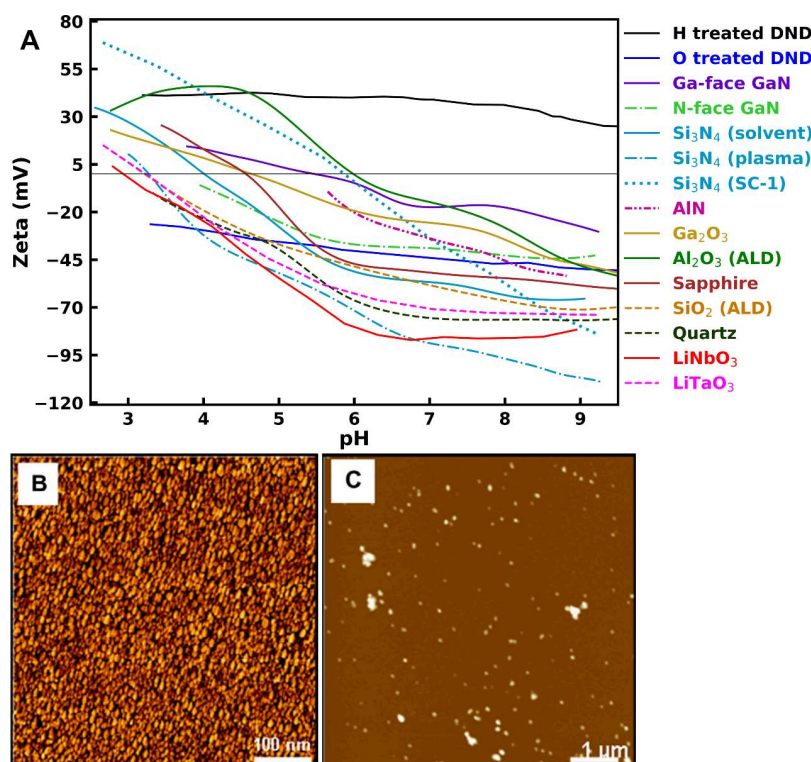 A
80
55
30
5
−20
−45
−70
−95
−120
Zeta (mV)
3 4 5 6 7 8 9
pH
H treated DND
O treated DND
Ga-face GaN
N-face GaN
Si₃N₄ (solvent)
Si₃N₄ (plasma)
Si₃N₄ (SC-1)
AlN
Ga₂O₃
Al₂O₃ (ALD)
Sapphire
SiO₂ (ALD)
Quartz
LiNbO₃
LiTaO₃
B
100 nm
C
1 μm